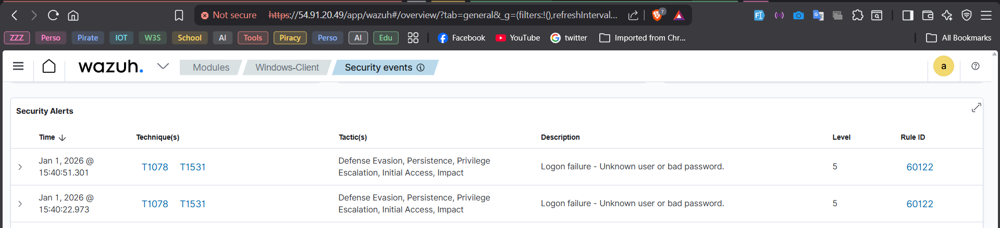 Not secure https://54.91.20.49/app/wazuh#/overview/?tab=general&_g=(filters:!(),refreshInterval... 7
ZZZ Perso Pirate IOT W3S School AI Tools Piracy Perso AI Edu Facebook YouTube twitter Imported from Chr... All Bookmarks
wazuh. Modules Windows-Client Security events a
Security Alerts
Time Technique(s) Tactic(s) Description Level Rule ID
Jan 1, 2026 @ 15:40:51.301 T1078 T1531 Defense Evasion, Persistence, Privilege Escalation, Initial Access, Impact Logon failure - Unknown user or bad password. 5 60122
Jan 1, 2026 @ 15:40:22.973 T1078 T1531 Defense Evasion, Persistence, Privilege Escalation, Initial Access, Impact Logon failure - Unknown user or bad password. 5 60122